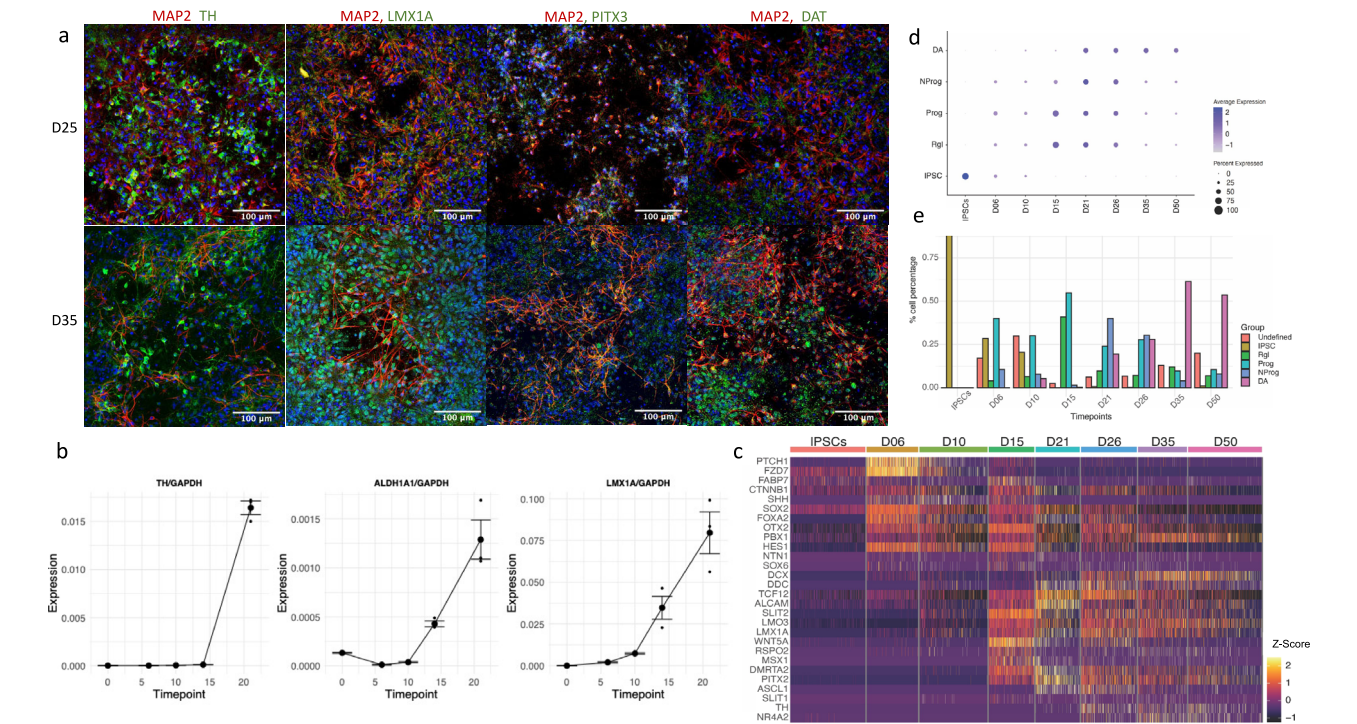 a
MAP2 TH
MAP2, LMX1A
MAP2, PITX3
MAP2, DAT
D25
100 µm
100 µm
100 µm
100 µm
D35
100 µm
100 µm
100 µm
100 µm
b
TH/GAPDH
Expression
0.015
0.010
0.005
0.000
0 5 10 15 20
Timepoint
ALDH1A1/GAPDH
Expression
0.0015
0.0010
0.0005
0.0000
0 5 10 15 20
Timepoint
LMX1A/GAPDH
Expression
0.100
0.075
0.050
0.025
0.000
0 5 10 15 20
Timepoint
d
DA
NProg
Prog
Rgl
IPSC
IPSCs D06 D10 D15 D21 D26 D35 D50
Average Expression
2
1
0
−1
Percent Expressed
0
25
50
75
100
e
% cell percentage
0.75
0.50
0.25
0.00
IPSCs D06 D10 D15 D21 D26 D35 D50
Timepoints
Group
Undefined
IPSC
Rgl
Prog
NProg
DA
c
IPSCs D06 D10 D15 D21 D26 D35 D50
PTCH1
FZD7
FABP7
CTNNB1
SHH
SOX2
FOXA2
OTX2
PBX1
HES1
NTN1
SOX6
DCX
DDC
TCF12
ALCAM
SLIT2
LMO3
LMX1A
WNT5A
RSPO2
MSX1
DMRTA2
PITX2
ASCL1
SLIT1
TH
NR4A2
Z-Score
2
1
0
−1